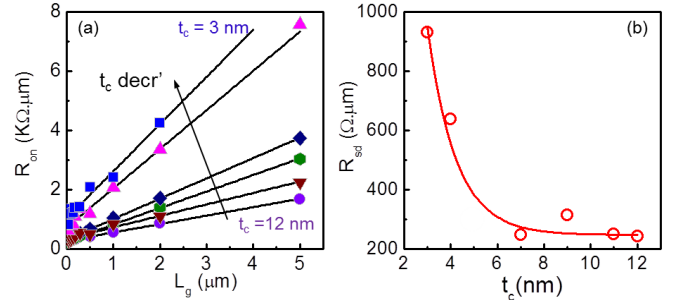 (a)
t_c = 3 nm
t_c decr'
t_c =12 nm
R_on (KΩ.μm)
8
6
4
2
0
0 1 2 3 4 5
L_g (μm)
(b)
R_sd (Ω.μm)
1000
800
600
400
200
2 4 6 8 10 12
t_c(nm)